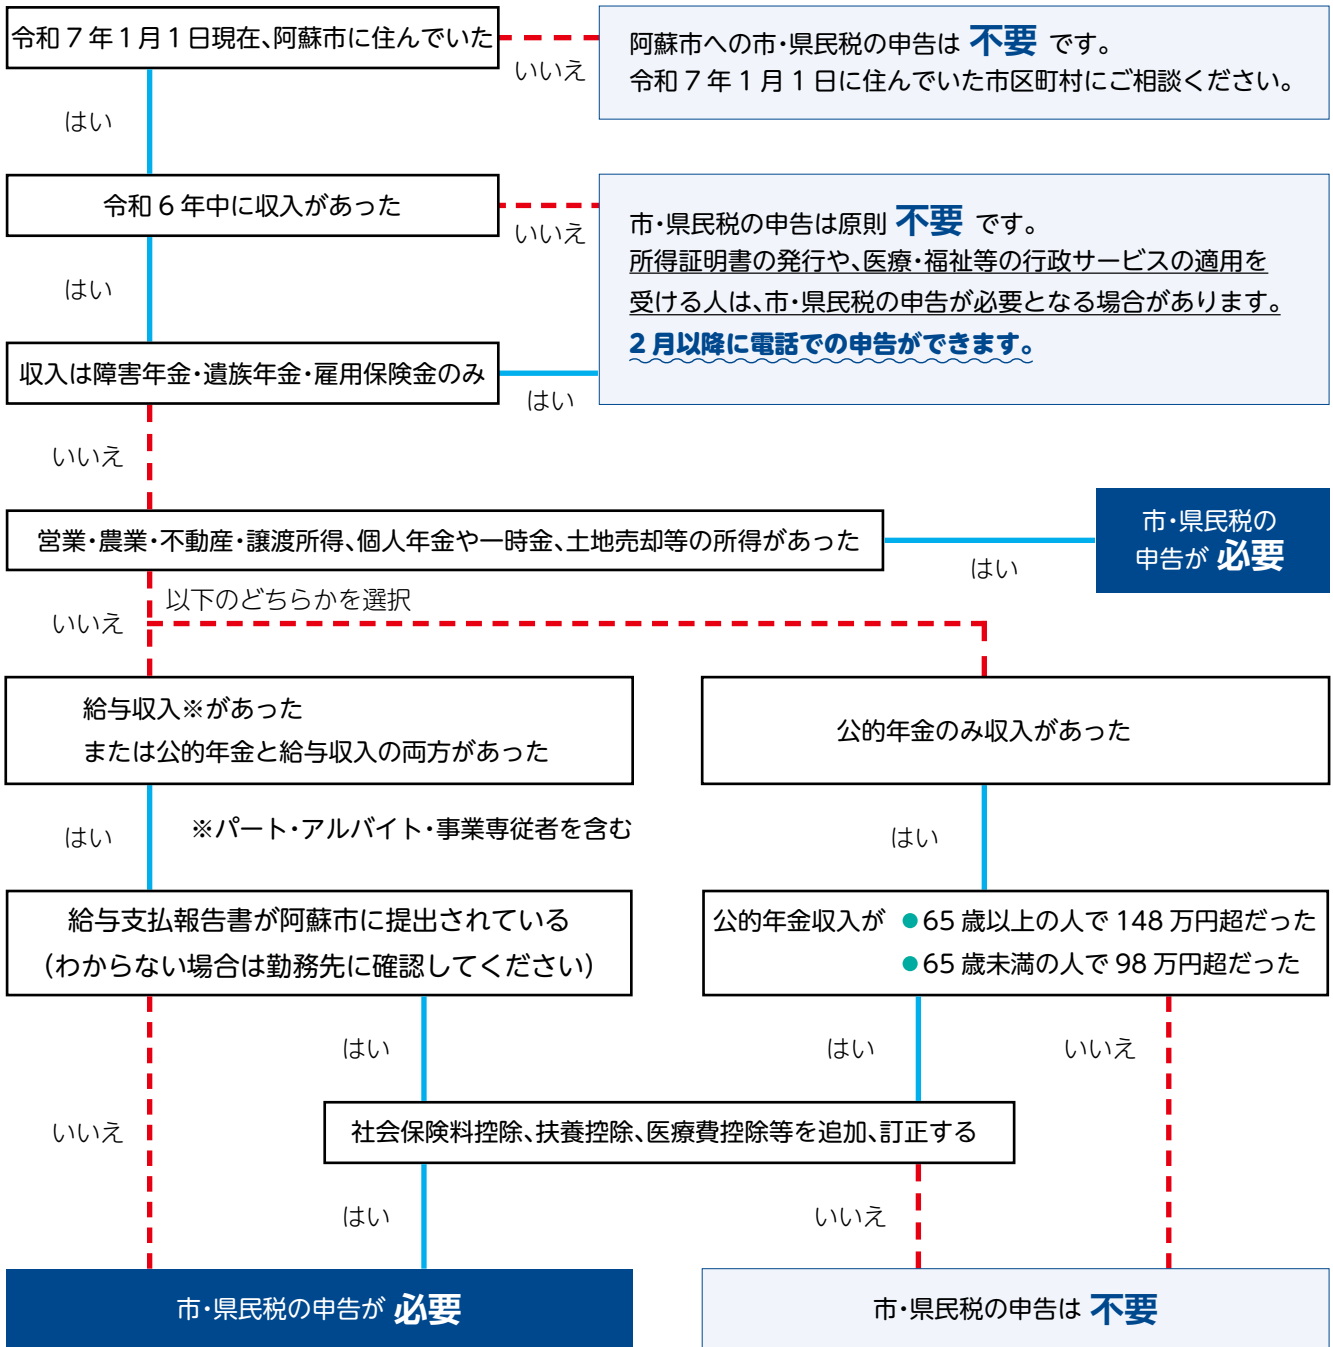 令和7年1月1日現在、阿蘇市に住んでいた
いいえ
阿蘇市への市・県民税の申告は 不要 です。
令和7年1月1日に住んでいた市区町村にご相談ください。
はい
令和6年中に収入があった
いいえ
市・県民税の申告は原則 不要 です。
所得証明書の発行や、医療・福祉等の行政サービスの適用を
受ける人は、市・県民税の申告が必要となる場合があります。
2月以降に電話での申告ができます。
はい
収入は障害年金・遺族年金・雇用保険金のみ
はい
いいえ
営業・農業・不動産・譲渡所得、個人年金や一時金、土地売却等の所得があった
はい
市・県民税の
申告が 必要
いいえ
以下のどちらかを選択
給与収入※があった
または公的年金と給与収入の両方があった
公的年金のみ収入があった
はい
※パート・アルバイト・事業専従者を含む
はい
給与支払報告書が阿蘇市に提出されている
(わからない場合は勤務先に確認してください)
公的年金収入が ●65歳以上の人で148万円超だった
●65歳未満の人で98万円超だった
はい
はい
いいえ
いいえ
社会保険料控除、扶養控除、医療費控除等を追加、訂正する
はい
いいえ
市・県民税の申告が 必要
市・県民税の申告は 不要